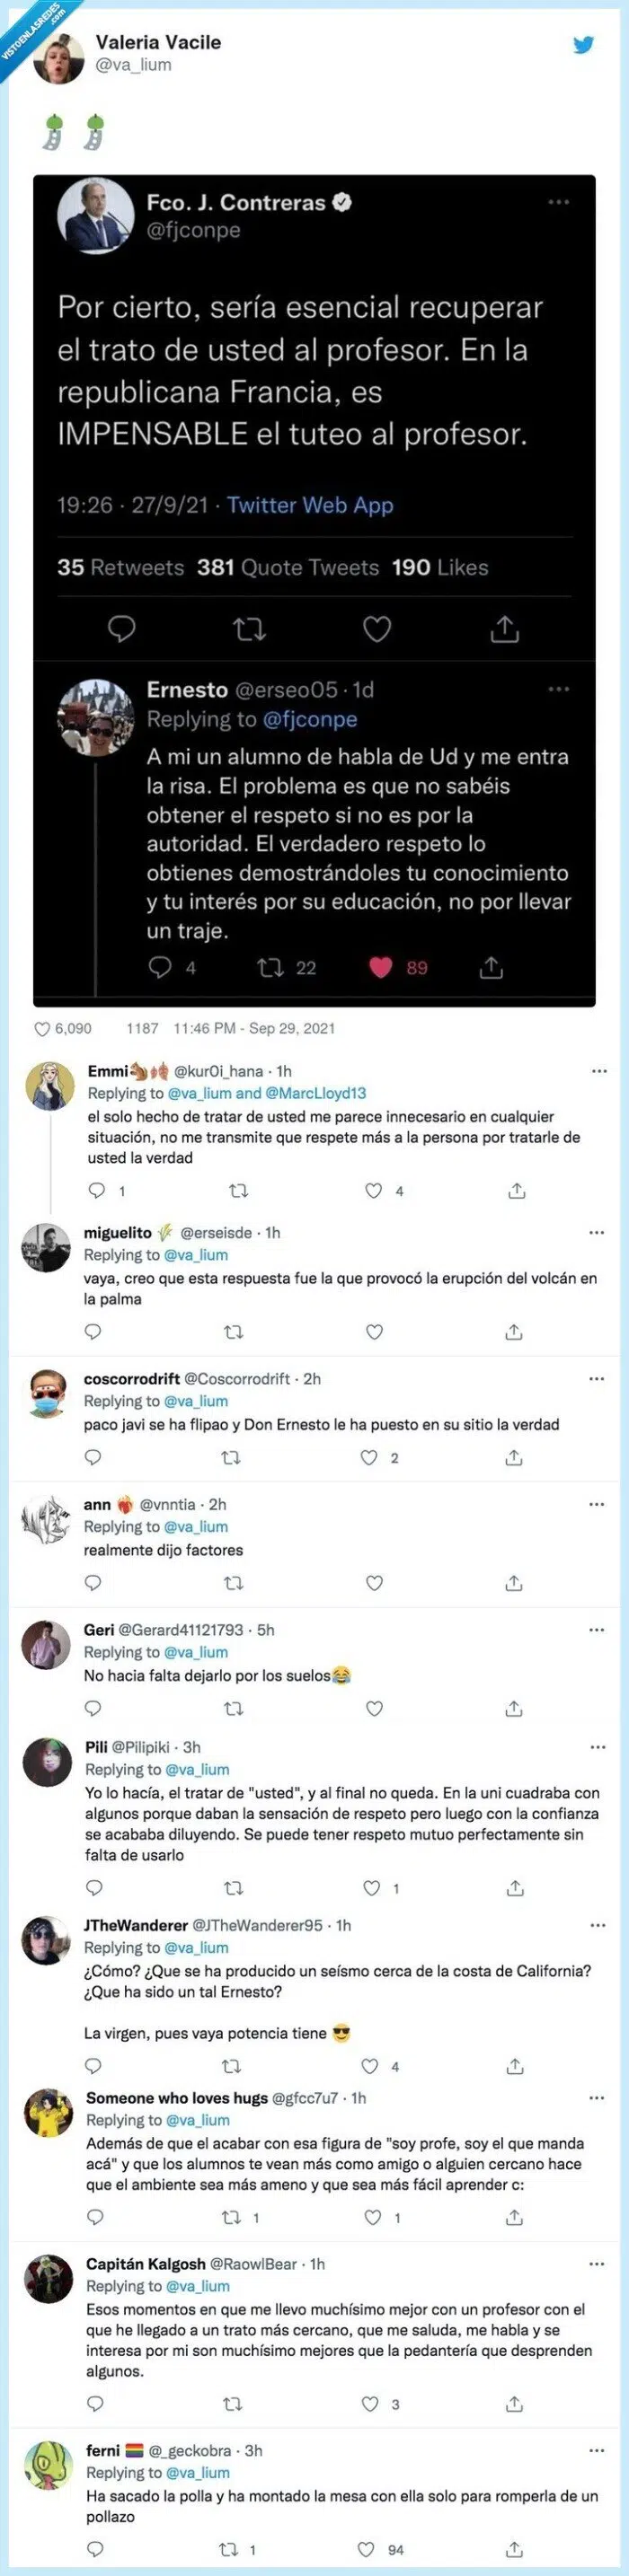 VISTOENLASREDES
.com
Valeria Vacile
@va_lium
Fco. J. Contreras
@fjconpe
Por cierto, sería esencial recuperar
el trato de usted al profesor. En la
republicana Francia, es
IMPENSABLE el tuteo al profesor.
19:26 · 27/9/21 · Twitter Web App
35 Retweets 381 Quote Tweets 190 Likes
Ernesto @erseo05 · 1d
Replying to @fjconpe
A mi un alumno de habla de Ud y me entra
la risa. El problema es que no sabéis
obtener el respeto si no es por la
autoridad. El verdadero respeto lo
obtienes demostrándoles tu conocimiento
y tu interés por su educación, no por llevar
un traje.
4 22 89
6,090 1187 11:46 PM - Sep 29, 2021
Emmi🐿️🍂 @kur0i_hana · 1h
Replying to @va_lium and @MarcLloyd13
el solo hecho de tratar de usted me parece innecesario en cualquier
situación, no me transmite que respete más a la persona por tratarle de
usted la verdad
1 4
miguelito 🌾 @erseisde · 1h
Replying to @va_lium
vaya, creo que esta respuesta fue la que provocó la erupción del volcán en
la palma
coscorrodrift @Coscorrodrift · 2h
Replying to @va_lium
paco javi se ha flipao y Don Ernesto le ha puesto en su sitio la verdad
2
ann ❤️‍🔥 @vnntia · 2h
Replying to @va_lium
realmente dijo factores
Geri @Gerard41121793 · 5h
Replying to @va_lium
No hacia falta dejarlo por los suelos😂
Pili @Pilipiki · 3h
Replying to @va_lium
Yo lo hacía, el tratar de "usted", y al final no queda. En la uni cuadraba con
algunos porque daban la sensación de respeto pero luego con la confianza
se acababa diluyendo. Se puede tener respeto mutuo perfectamente sin
falta de usarlo
1
JTheWanderer @JTheWanderer95 · 1h
Replying to @va_lium
¿Cómo? ¿Que se ha producido un seísmo cerca de la costa de California?
¿Que ha sido un tal Ernesto?
La virgen, pues vaya potencia tiene 😎
4
Someone who loves hugs @gfcc7u7 · 1h
Replying to @va_lium
Además de que el acabar con esa figura de "soy profe, soy el que manda
acá" y que los alumnos te vean más como amigo o alguien cercano hace
que el ambiente sea más ameno y que sea más fácil aprender c:
1 1
Capitán Kalgosh @RaowlBear · 1h
Replying to @va_lium
Esos momentos en que me llevo muchísimo mejor con un profesor con el
que he llegado a un trato más cercano, que me saluda, me habla y se
interesa por mi son muchísimo mejores que la pedantería que desprenden
algunos.
3
ferni 🏳️‍🌈 @_geckobra · 3h
Replying to @va_lium
Ha sacado la polla y ha montado la mesa con ella solo para romperla de un
pollazo
1 94